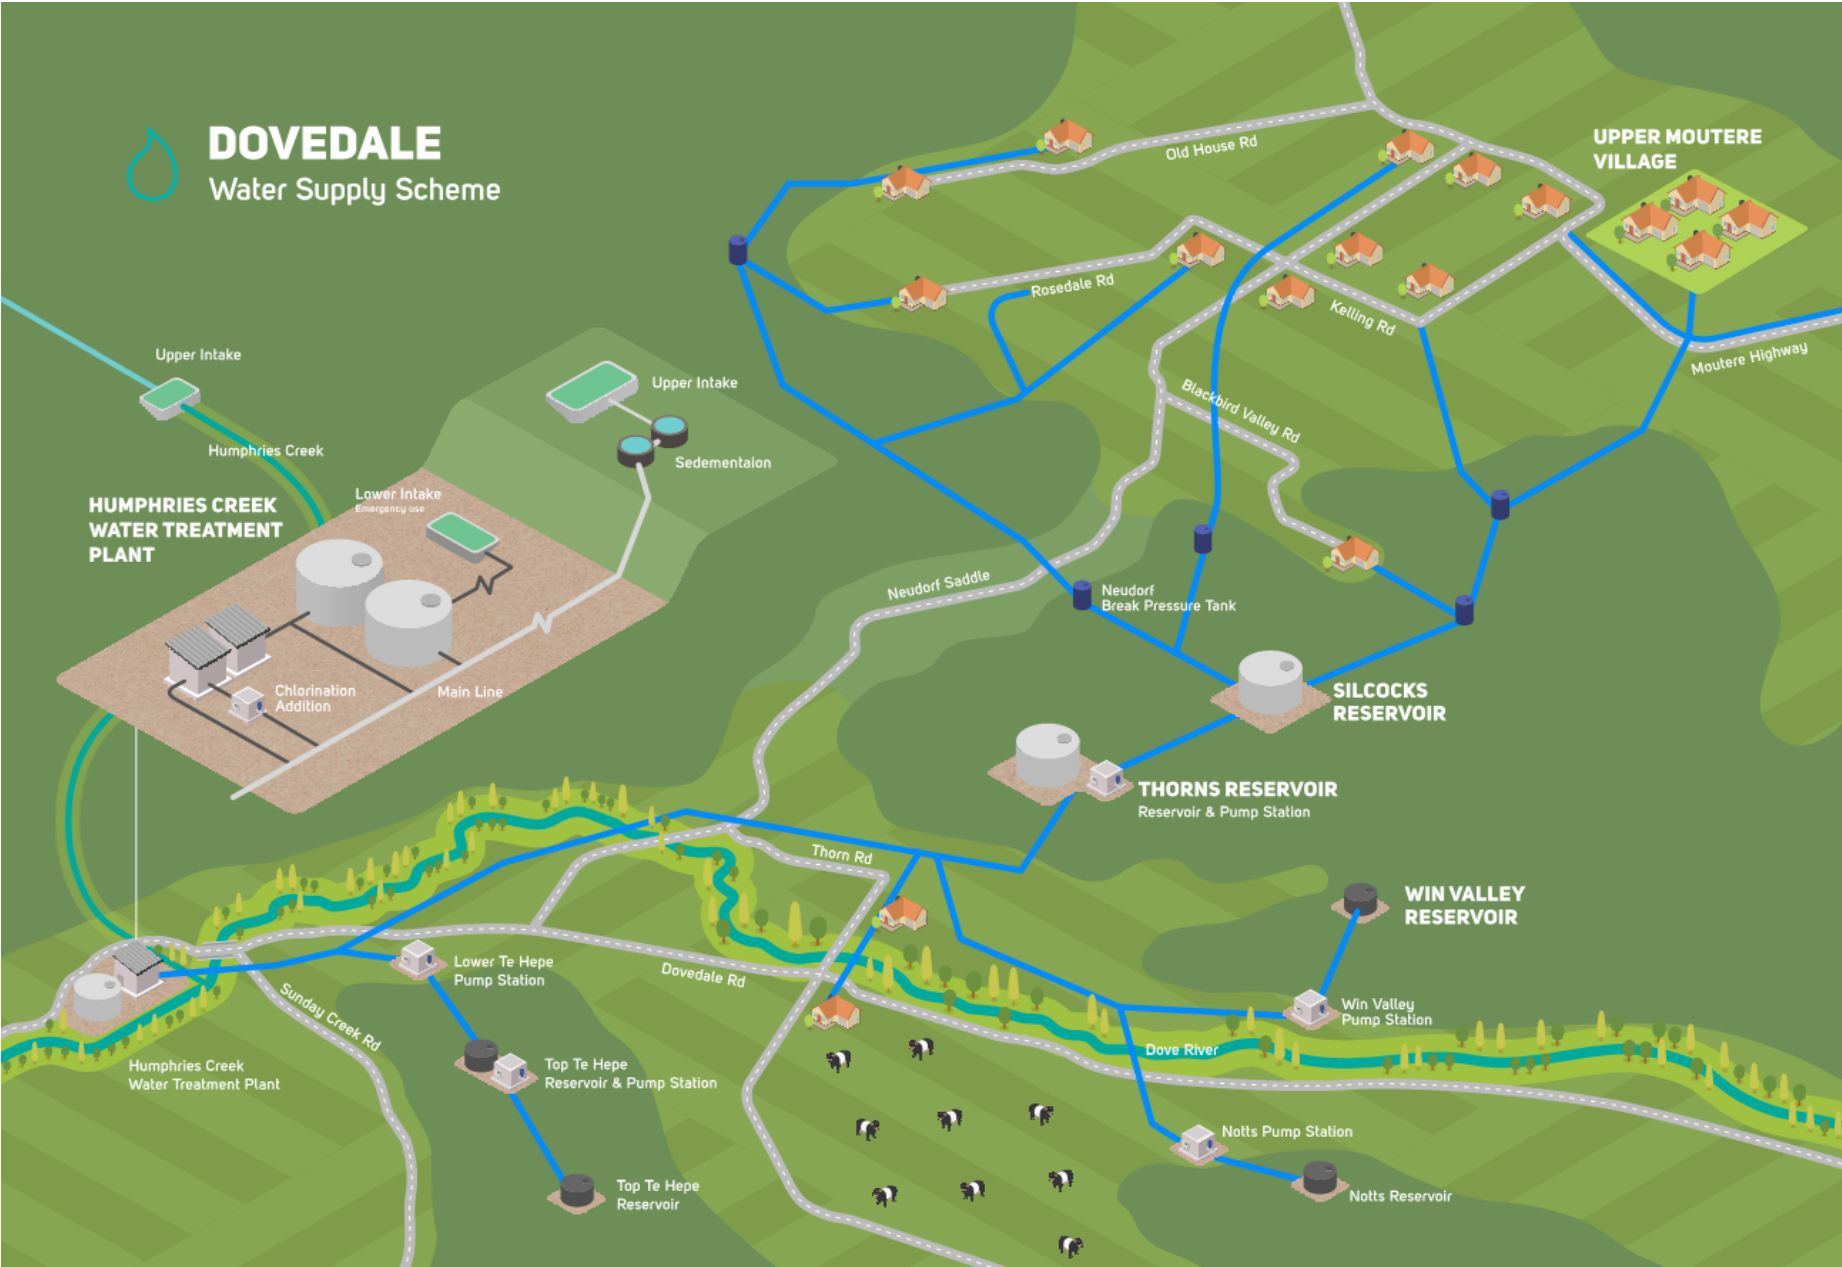 DOVEDALE
Water Supply Scheme
Old House Rd
UPPER MOUTERE
VILLAGE
Rosedale Rd
Kelling Rd
Moutere Highway
Upper Intake
Humphries Creek
Upper Intake
Sedementaion
Blackbird Valley Rd
Lower Intake
Emergency use
HUMPHRIES CREEK
WATER TREATMENT
PLANT
Neudorf Saddle
Neudorf
Break Pressure Tank
Chlorination
Addition
Main Line
SILCOCKS
RESERVOIR
THORNS RESERVOIR
Reservoir & Pump Station
Thorn Rd
WIN VALLEY
RESERVOIR
Lower Te Hepe
Pump Station
Dovedale Rd
Sunday Creek Rd
Win Valley
Pump Station
Dove River
Humphries Creek
Water Treatment Plant
Top Te Hepe
Reservoir & Pump Station
Notts Pump Station
Top Te Hepe
Reservoir
Notts Reservoir